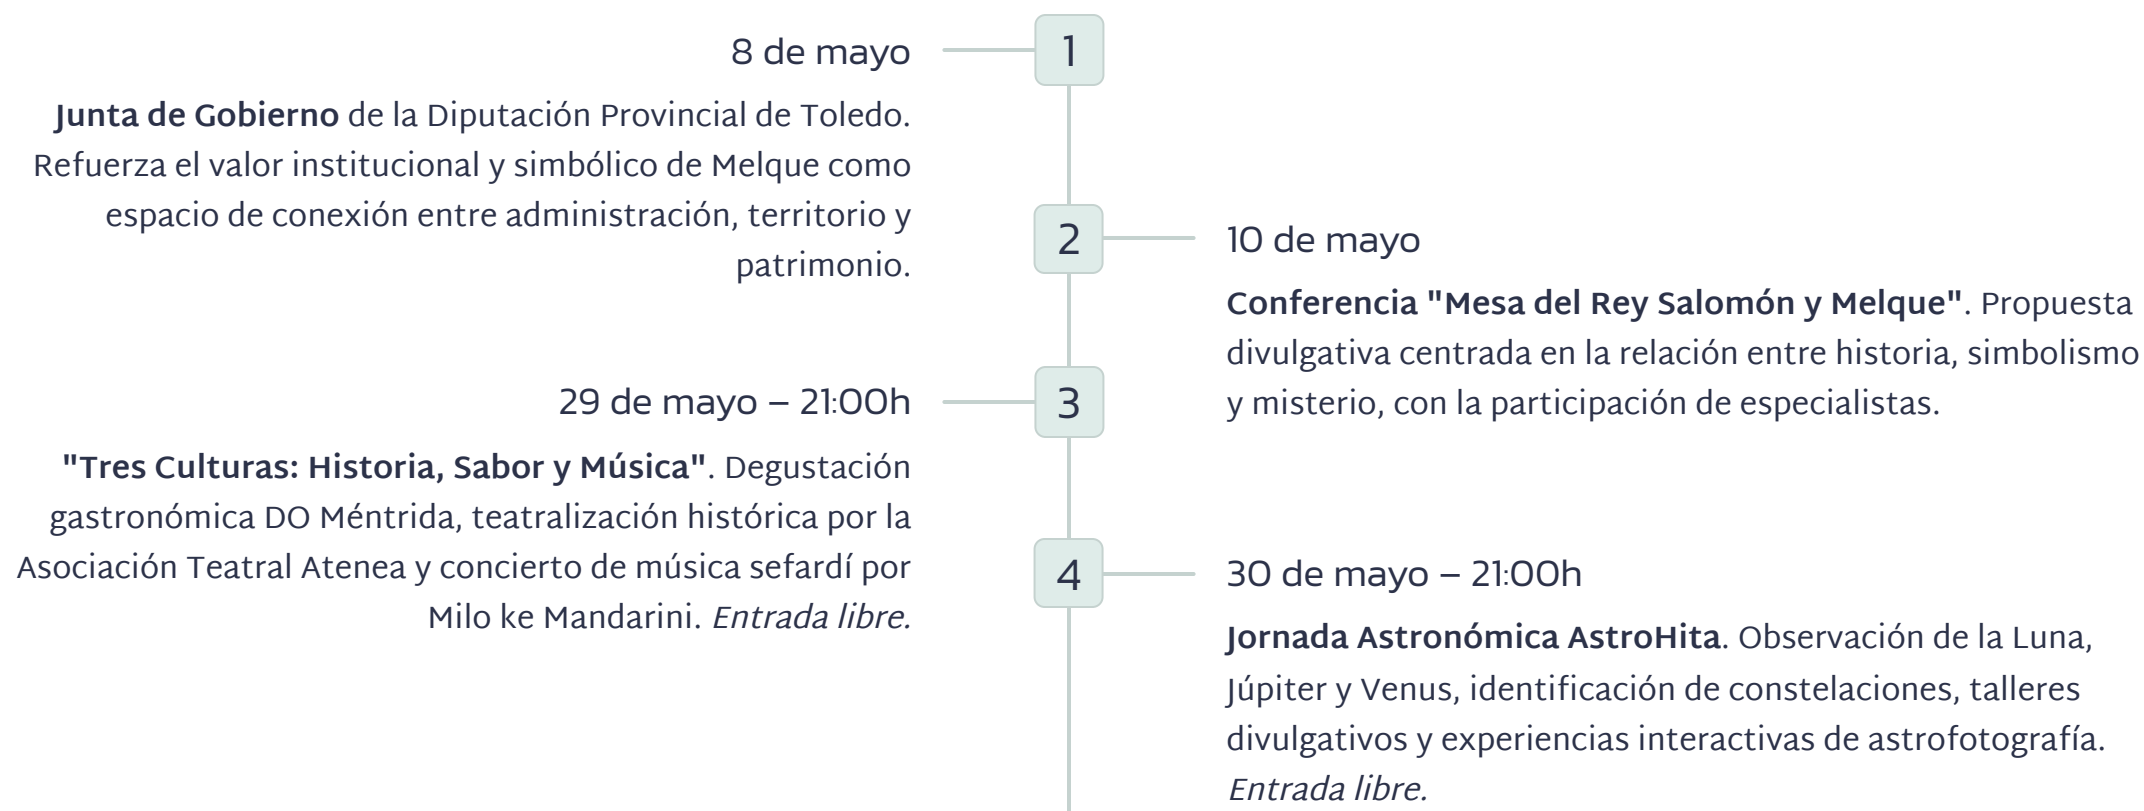 8 de mayo
1
Junta de Gobierno de la Diputación Provincial de Toledo.
Refuerza el valor institucional y simbólico de Melque como
espacio de conexión entre administración, territorio y
patrimonio.
2
10 de mayo
Conferencia "Mesa del Rey Salomón y Melque". Propuesta
divulgativa centrada en la relación entre historia, simbolismo
y misterio, con la participación de especialistas.
29 de mayo – 21:00h
3
"Tres Culturas: Historia, Sabor y Música". Degustación
gastronómica DO Méntrida, teatralización histórica por la
Asociación Teatral Atenea y concierto de música sefardí por
Milo ke Mandarini. Entrada libre.
4
30 de mayo – 21:00h
Jornada Astronómica AstroHita. Observación de la Luna,
Júpiter y Venus, identificación de constelaciones, talleres
divulgativos y experiencias interactivas de astrofotografía.
Entrada libre.